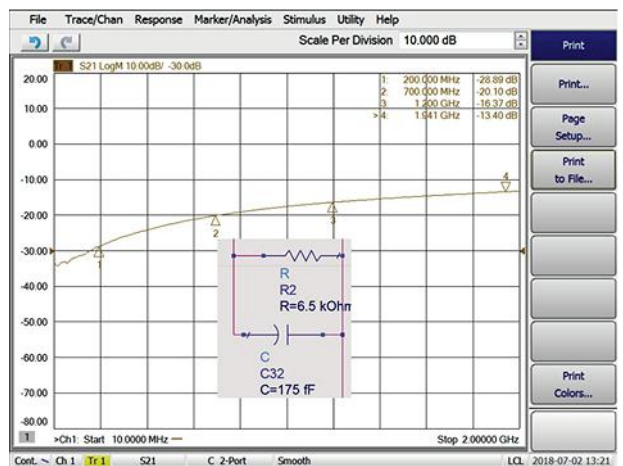 File Trace/Chan Response Marker/Analysis Stimulus Utility Help
Scale Per Division 10.000 dB
Print
Tr 1 S21 LogM 10.00dB/ -30.0dB
1: 200.000 MHz -28.89 dB
2: 700.000 MHz -20.10 dB
3: 1.200 GHz -16.37 dB
>4: 1.941 GHz -13.40 dB
20.00
10.00
0.00
-10.00
-20.00
-30.00
-40.00
-50.00
-60.00
-70.00
-80.00
1
2
3
4
R
R2
R=6.5 kOhm
C
C32
C=175 fF
1 >Ch1: Start 10.0000 MHz
Stop 2.00000 GHz
Print...
Page
Setup...
Print
to File...
Print
Colors...
Cont. Ch 1 Tr 1 S21 C 2-Port Smooth LCL 2018-07-02 13:21